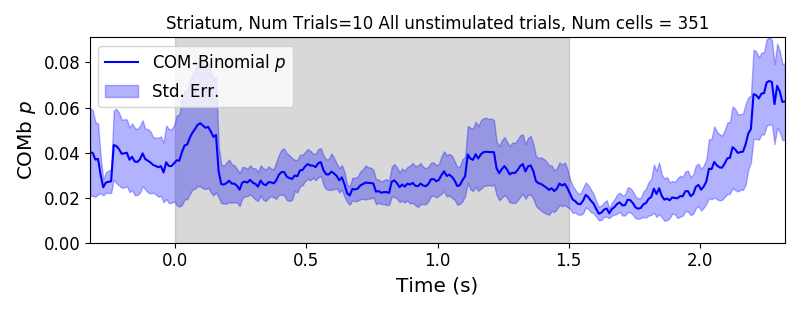 Striatum, Num Trials=10 All unstimulated trials, Num cells = 351
COM-Binomial p
Std. Err.
COMb p
0.08
0.06
0.04
0.02
0.00
0.0 0.5 1.0 1.5 2.0
Time (s)